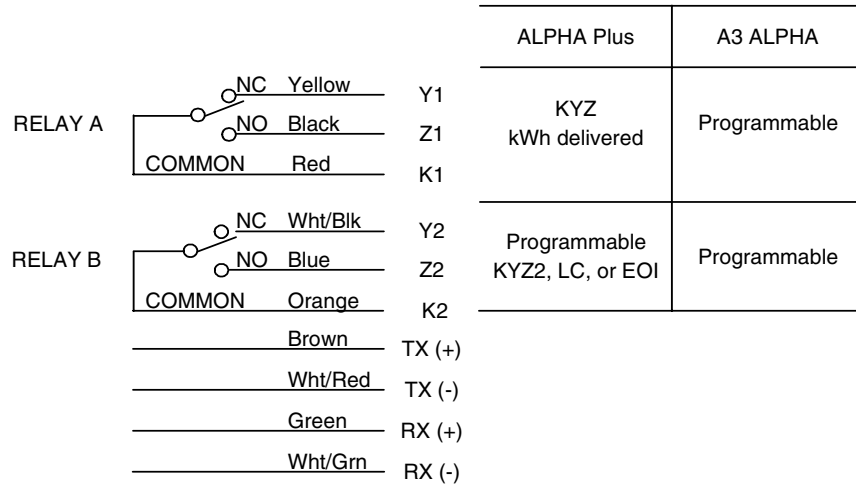 ALPHA Plus A3 ALPHA
NC Yellow Y1
RELAY A NO Black Z1
COMMON Red K1
KYZ
kWh delivered
Programmable
NC Wht/Blk Y2
RELAY B NO Blue Z2
COMMON Orange K2
Programmable
KYZ2, LC, or EOI
Programmable
Brown TX (+)
Wht/Red TX (-)
Green RX (+)
Wht/Grn RX (-)